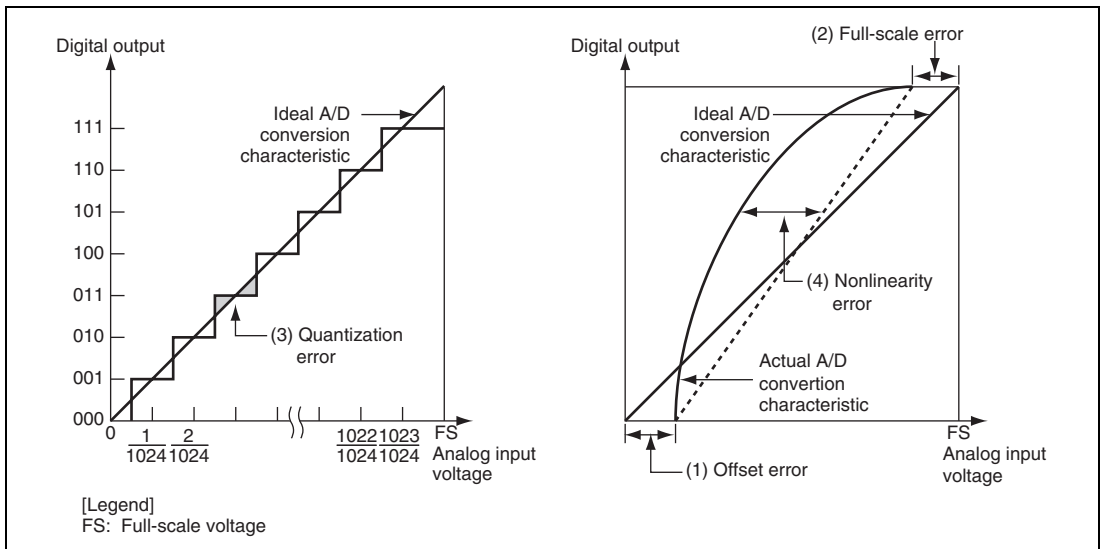 Digital output
111
110
101
100
011
010
001
000
Ideal A/D
conversion
characteristic
(3) Quantization
error
0
1
1024
2
1024
1022
1024
1023
1024
FS
Analog input
voltage
[Legend]
FS: Full-scale voltage
Digital output
(2) Full-scale error
Ideal A/D
conversion
characteristic
(4) Nonlinearity
error
Actual A/D
convertion
characteristic
FS
Analog input
voltage
(1) Offset error